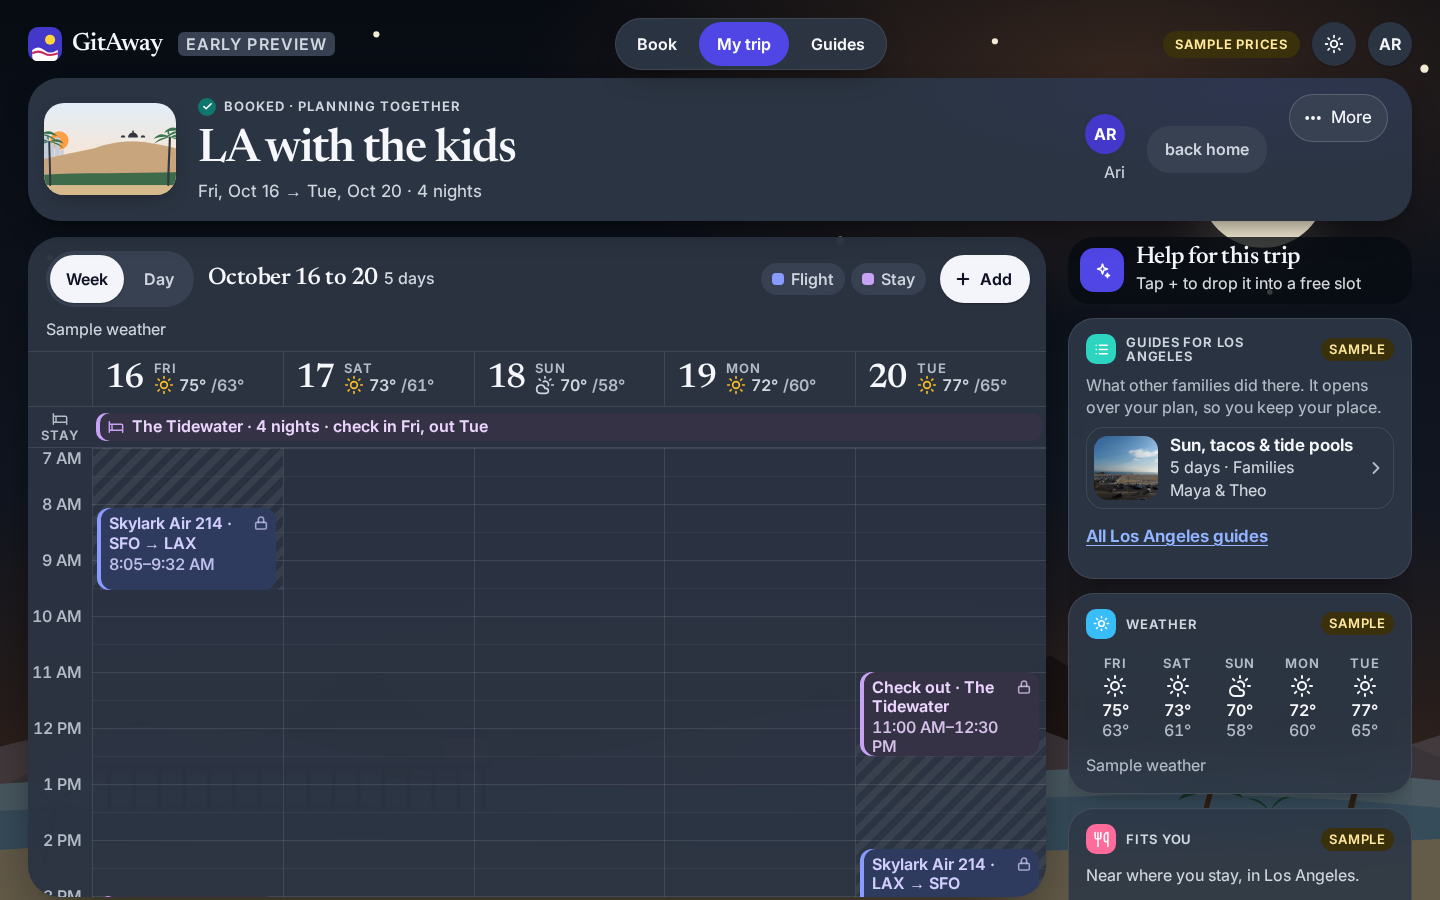 GitAway EARLY PREVIEW
Book
My trip
Guides
SAMPLE PRICES
AR
BOOKED · PLANNING TOGETHER
LA with the kids
Fri, Oct 16 → Tue, Oct 20 · 4 nights
AR
Ari
back home
More
Week
Day
October 16 to 20 5 days
Flight
Stay
Add
Sample weather
16 FRI
75° /63°
17 SAT
73° /61°
18 SUN
70° /58°
19 MON
72° /60°
20 TUE
77° /65°
STAY
The Tidewater · 4 nights · check in Fri, out Tue
7 AM
8 AM
9 AM
10 AM
11 AM
12 PM
1 PM
2 PM
Skylark Air 214 ·
SFO → LAX
8:05–9:32 AM
Check out · The
Tidewater
11:00 AM–12:30
PM
Skylark Air 214 ·
LAX → SFO
Help for this trip
Tap + to drop it into a free slot
GUIDES FOR LOS
ANGELES
SAMPLE
What other families did there. It opens
over your plan, so you keep your place.
Sun, tacos & tide pools
5 days · Families
Maya & Theo
All Los Angeles guides
WEATHER
SAMPLE
FRI SAT SUN MON TUE
75° 73° 70° 72° 77°
63° 61° 58° 60° 65°
Sample weather
FITS YOU
SAMPLE
Near where you stay, in Los Angeles.